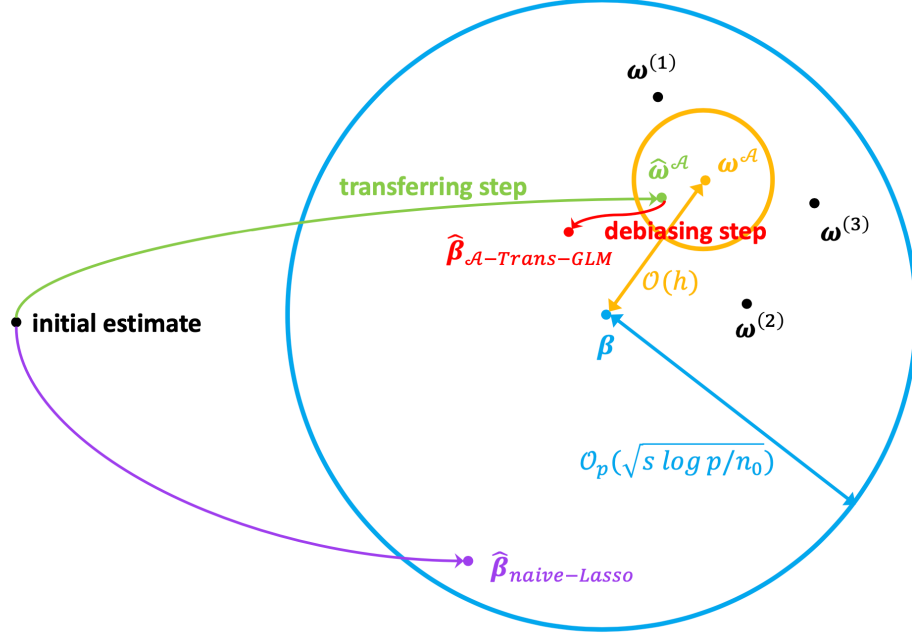 ω^(1)
ω̂^𝒜
ω^𝒜
transferring step
ω^(3)
debiasing step
β̂_𝒜−Trans−GLM
𝒪(h)
initial estimate
ω^(2)
β
𝒪_p(√(s log p/n_0))
β̂_naive−Lasso